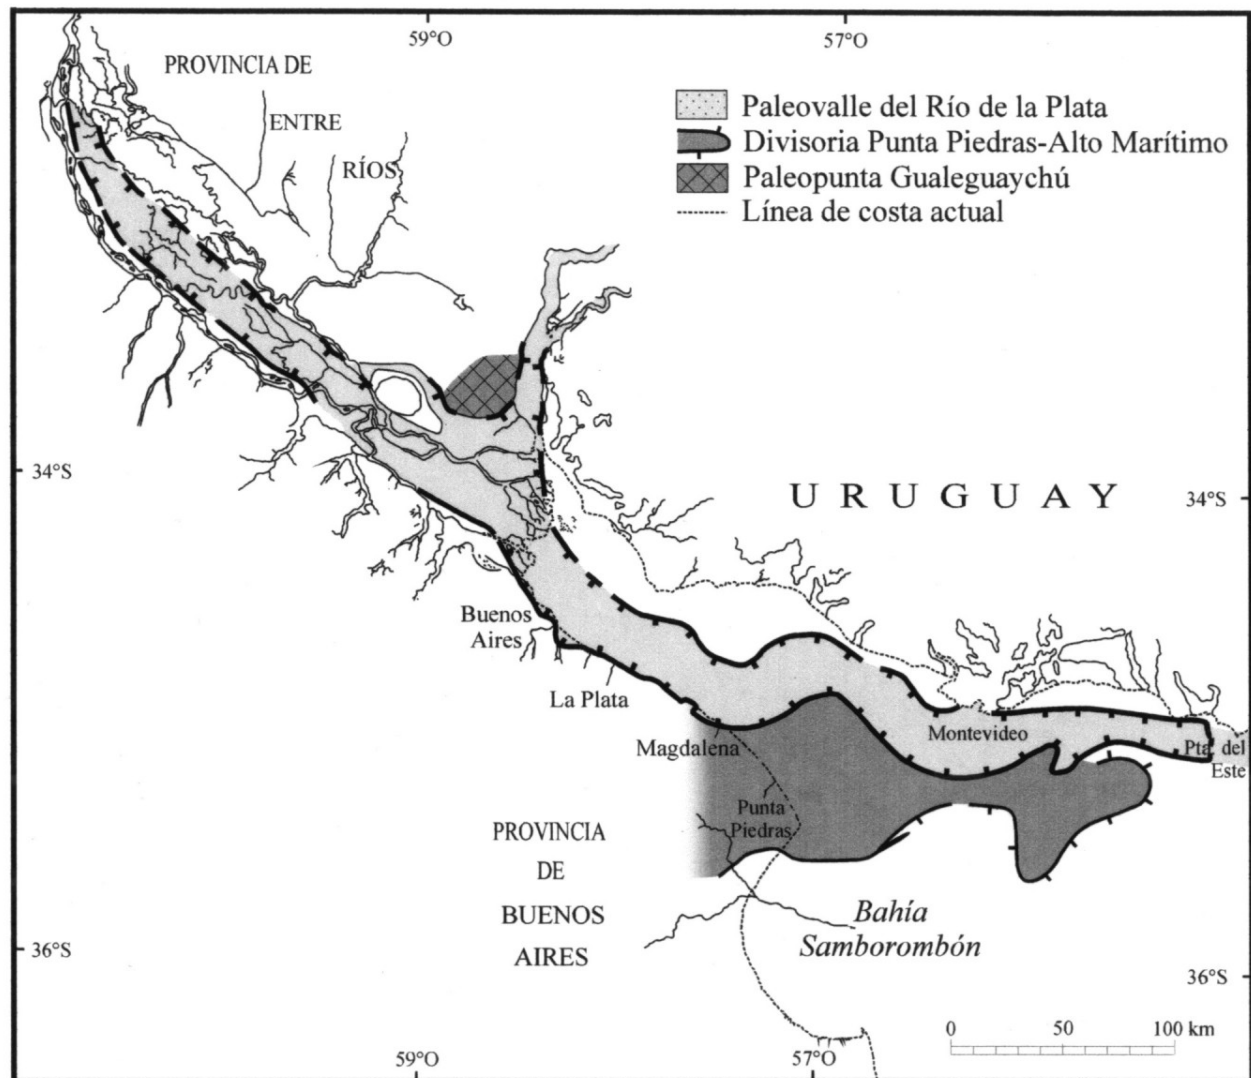 59°O
57°O
PROVINCIA DE
ENTRE
RÍOS
Paleovalle del Río de la Plata
Divisoria Punta Piedras-Alto Marítimo
Paleopunta Gualeguaychú
Línea de costa actual
34°S
34°S
URUGUAY
Buenos
Aires
La Plata
Magdalena
Montevideo
Pta. del
Este
Punta
Piedras
PROVINCIA
DE
BUENOS
AIRES
Bahía
Samborombón
36°S
36°S
0 50 100 km
59°O
57°O